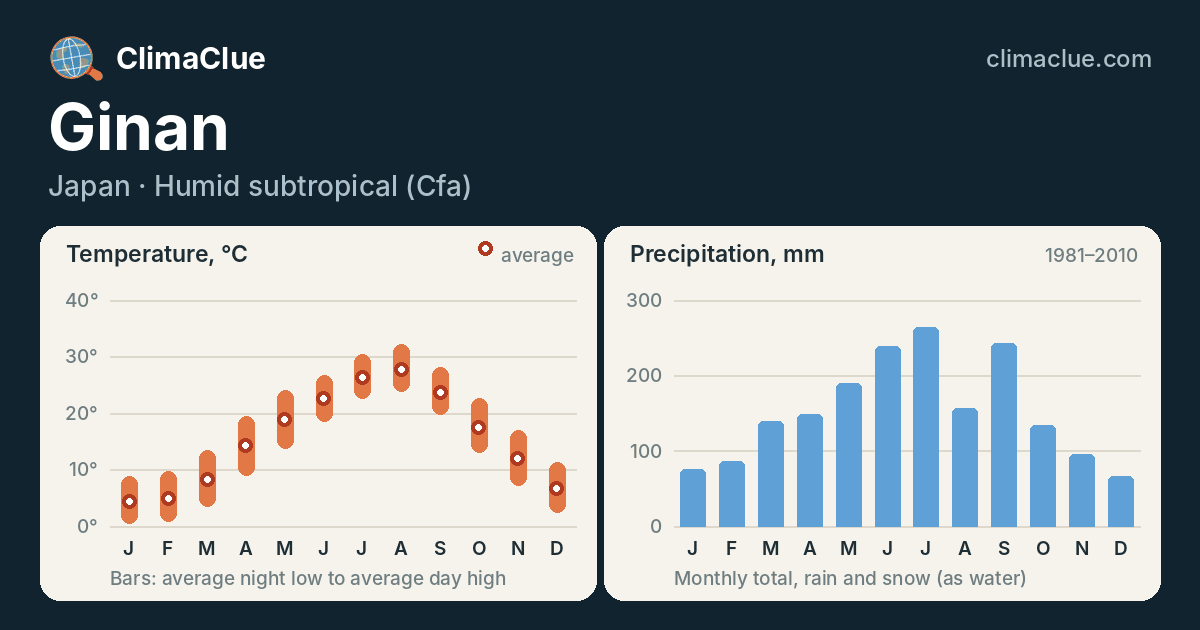 ClimaClue
climaclue.com
Ginan
Japan · Humid subtropical (Cfa)
Temperature, °C
average
40°
30°
20°
10°
0°
J F M A M J J A S O N D
Bars: average night low to average day high
Precipitation, mm
1981–2010
300
200
100
0
J F M A M J J A S O N D
Monthly total, rain and snow (as water)